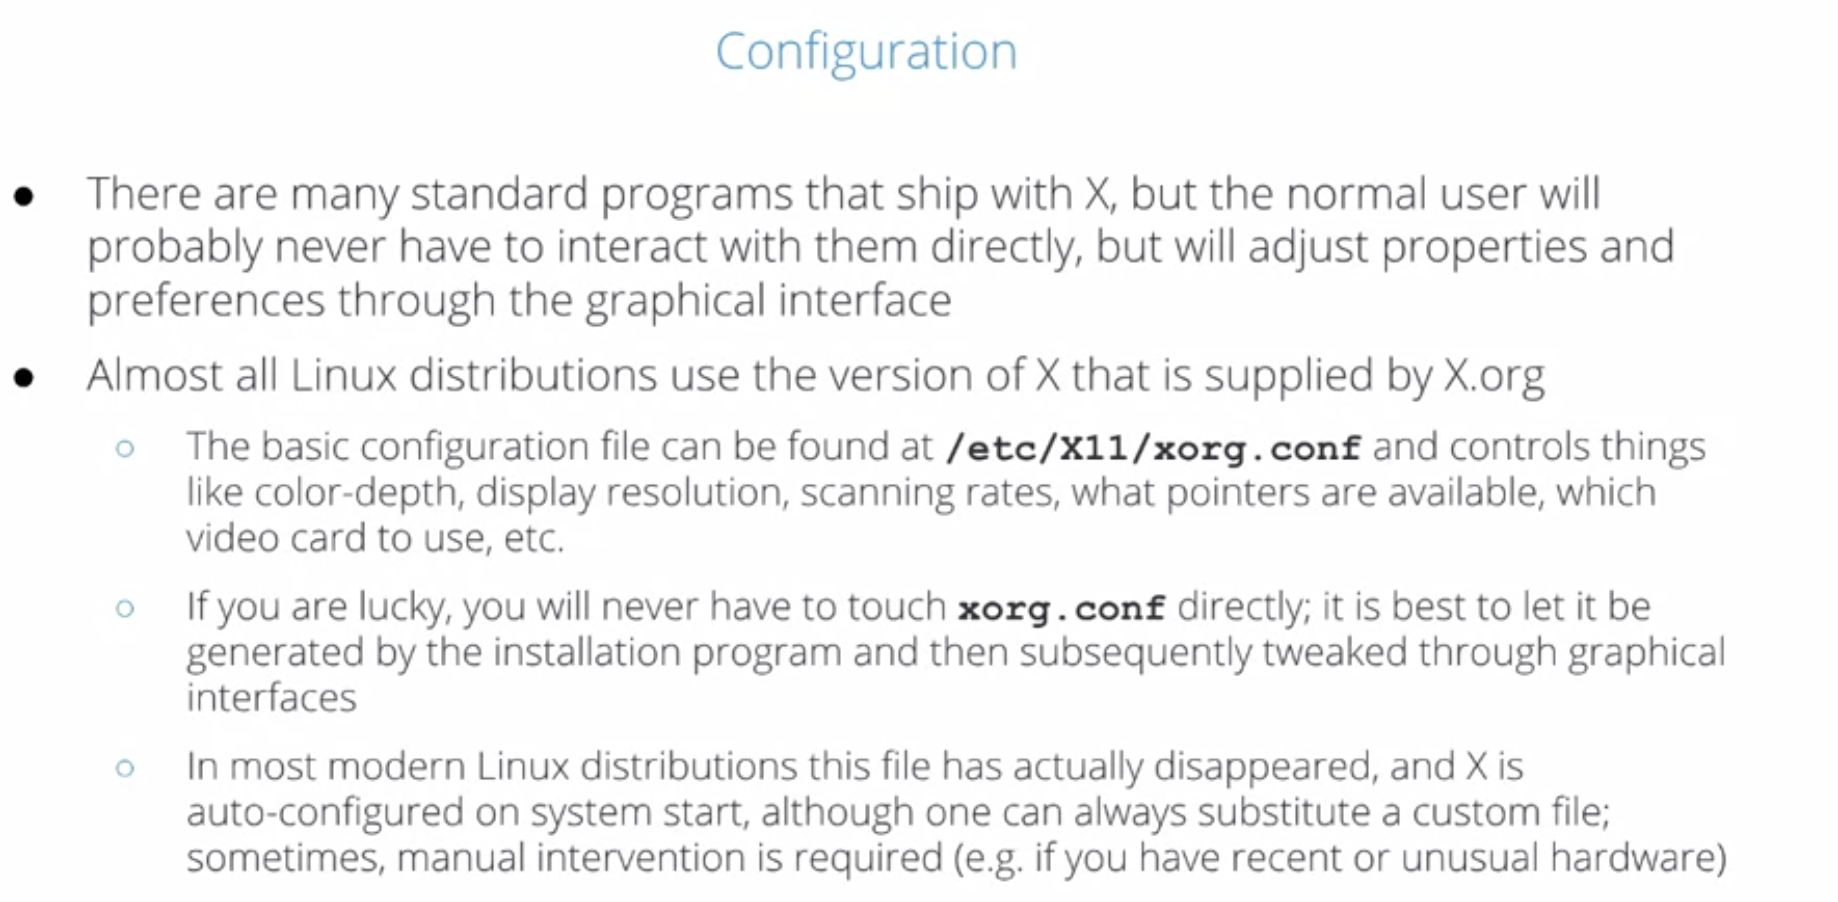 Configuration
● There are many standard programs that ship with X, but the normal user will
probably never have to interact with them directly, but will adjust properties and
preferences through the graphical interface
● Almost all Linux distributions use the version of X that is supplied by X.org
○ The basic configuration file can be found at /etc/X11/xorg.conf and controls things
like color-depth, display resolution, scanning rates, what pointers are available, which
video card to use, etc.
○ If you are lucky, you will never have to touch xorg.conf directly; it is best to let it be
generated by the installation program and then subsequently tweaked through graphical
interfaces
○ In most modern Linux distributions this file has actually disappeared, and X is
auto-configured on system start, although one can always substitute a custom file;
sometimes, manual intervention is required (e.g. if you have recent or unusual hardware)